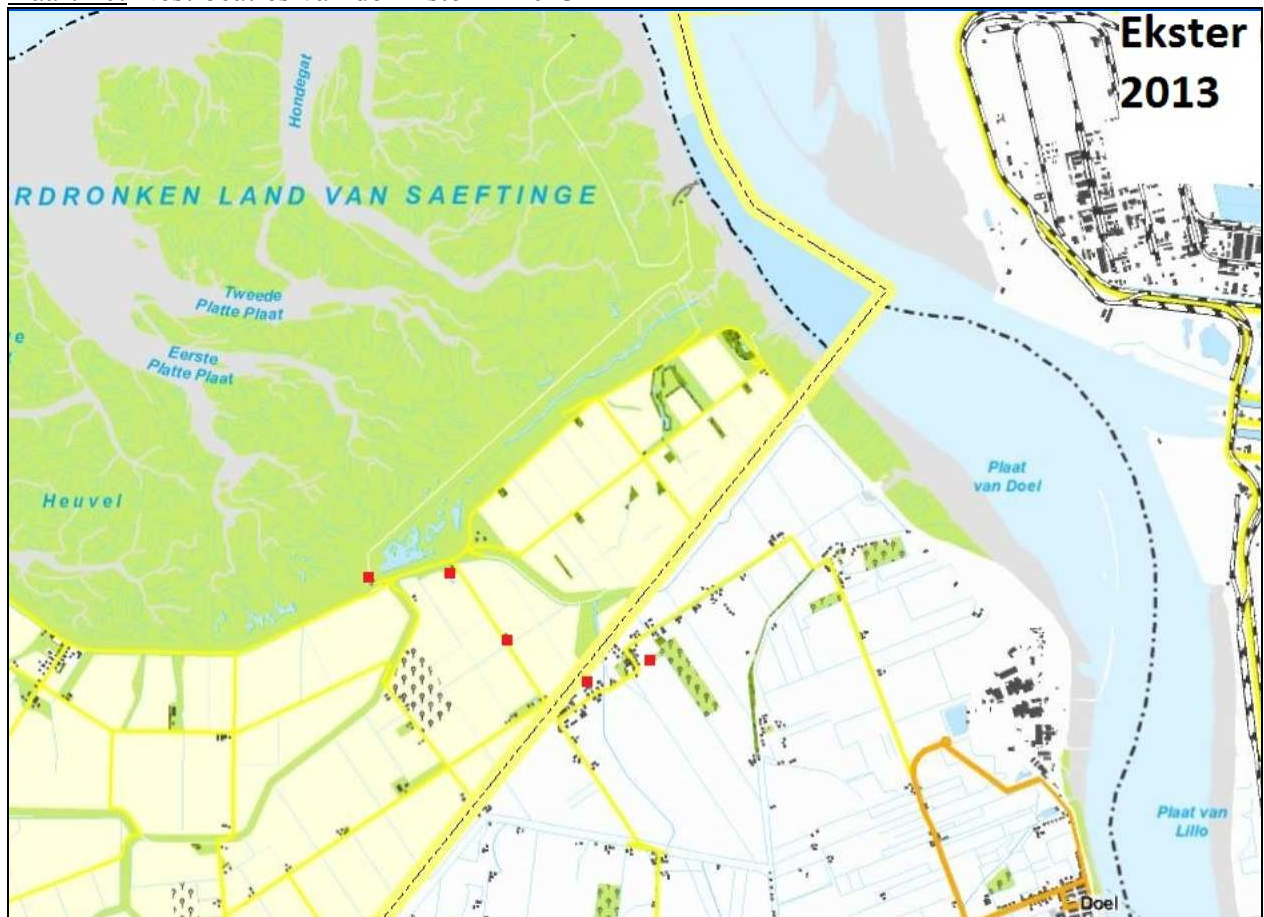 Ekster
2013
Hondegat
RDRONKEN LAND VAN SAEFTINGE
Tweede
Platte Plaat
Eerste
Platte Plaat
Heuvel
Plaat
van Doel
Plaat van
Lillo
Doel